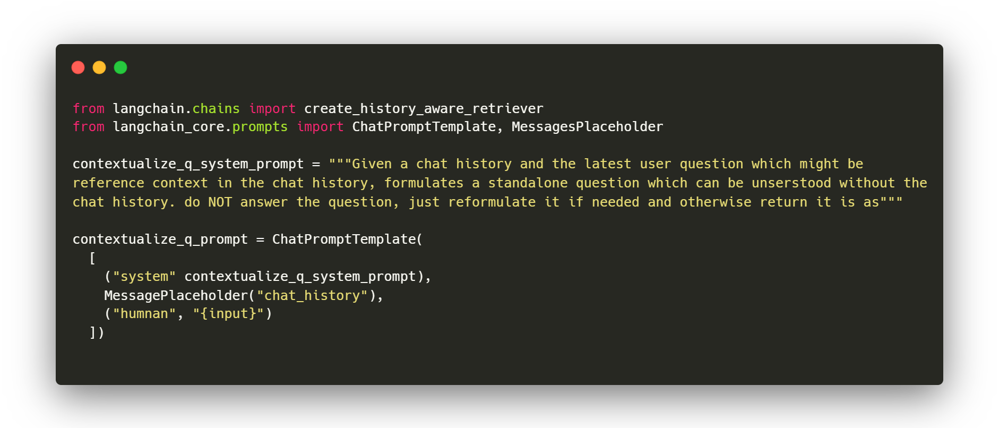 from langchain.chains import create_history_aware_retriever
from langchain_core.prompts import ChatPromptTemplate, MessagesPlaceholder
contextualize_q_system_prompt = """Given a chat history and the latest user question which might be
reference context in the chat history, formulates a standalone question which can be unserstood without the
chat history. do NOT answer the question, just reformulate it if needed and otherwise return it is as"""
contextualize_q_prompt = ChatPromptTemplate(
  [
    ("system" contextualize_q_system_prompt),
    MessagePlaceholder("chat_history"),
    ("humnan", "{input}")
  ])